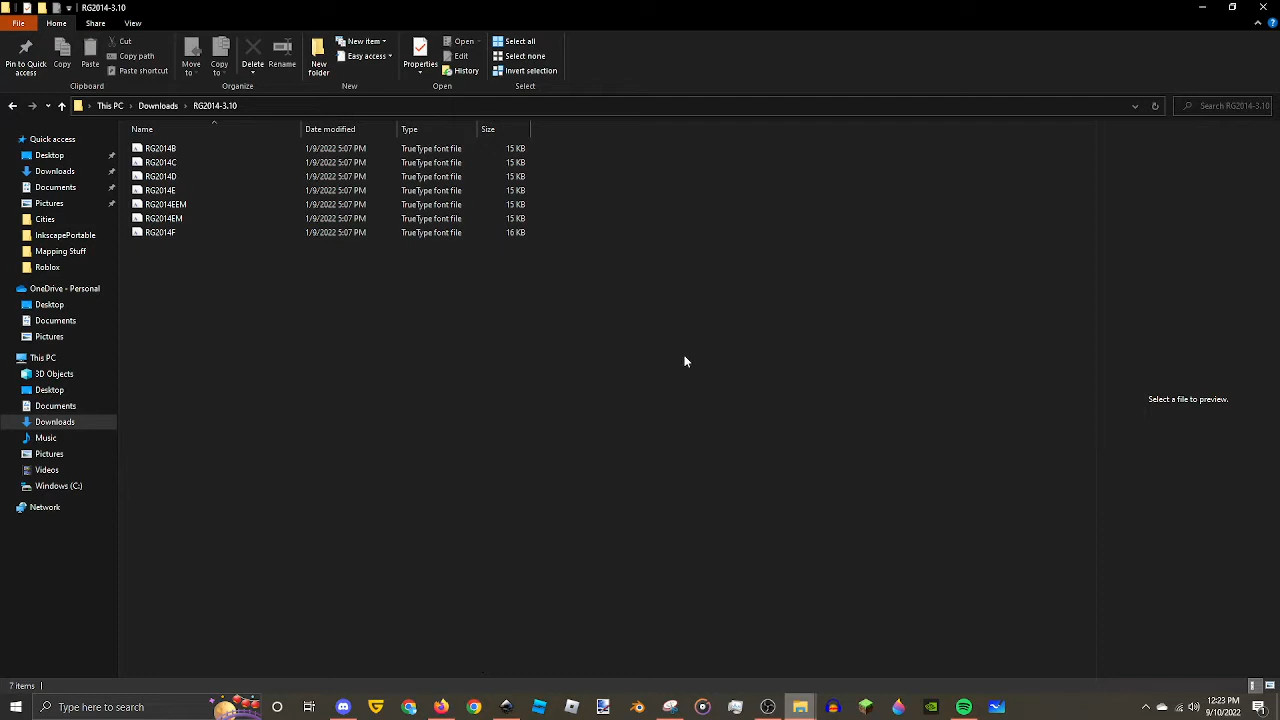 RG2014-3.10
File Home Share View
Pin to Quick access
Copy
Paste
Cut
Copy path
Paste shortcut
Clipboard
Move to
Copy to
Delete
Rename
Organize
New folder
New item
Easy access
New
Properties
Open
Edit
History
Open
Select all
Select none
Invert selection
Select
This PC > Downloads > RG2014-3.10
Search RG2014-3.10
Quick access
Desktop
Downloads
Documents
Pictures
Cities
InkscapePortable
Mapping Stuff
Roblox
OneDrive - Personal
Desktop
Documents
Pictures
This PC
3D Objects
Desktop
Documents
Downloads
Music
Pictures
Videos
Windows (C:)
Network
Name Date modified Type Size
RG2014B 1/9/2022 5:07 PM TrueType font file 15 KB
RG2014C 1/9/2022 5:07 PM TrueType font file 15 KB
RG2014D 1/9/2022 5:07 PM TrueType font file 15 KB
RG2014E 1/9/2022 5:07 PM TrueType font file 15 KB
RG2014EEM 1/9/2022 5:07 PM TrueType font file 15 KB
RG2014EM 1/9/2022 5:07 PM TrueType font file 15 KB
RG2014F 1/9/2022 5:07 PM TrueType font file 16 KB
Select a file to preview.
7 items
Type here to search
12:23 PM
9/10/2022